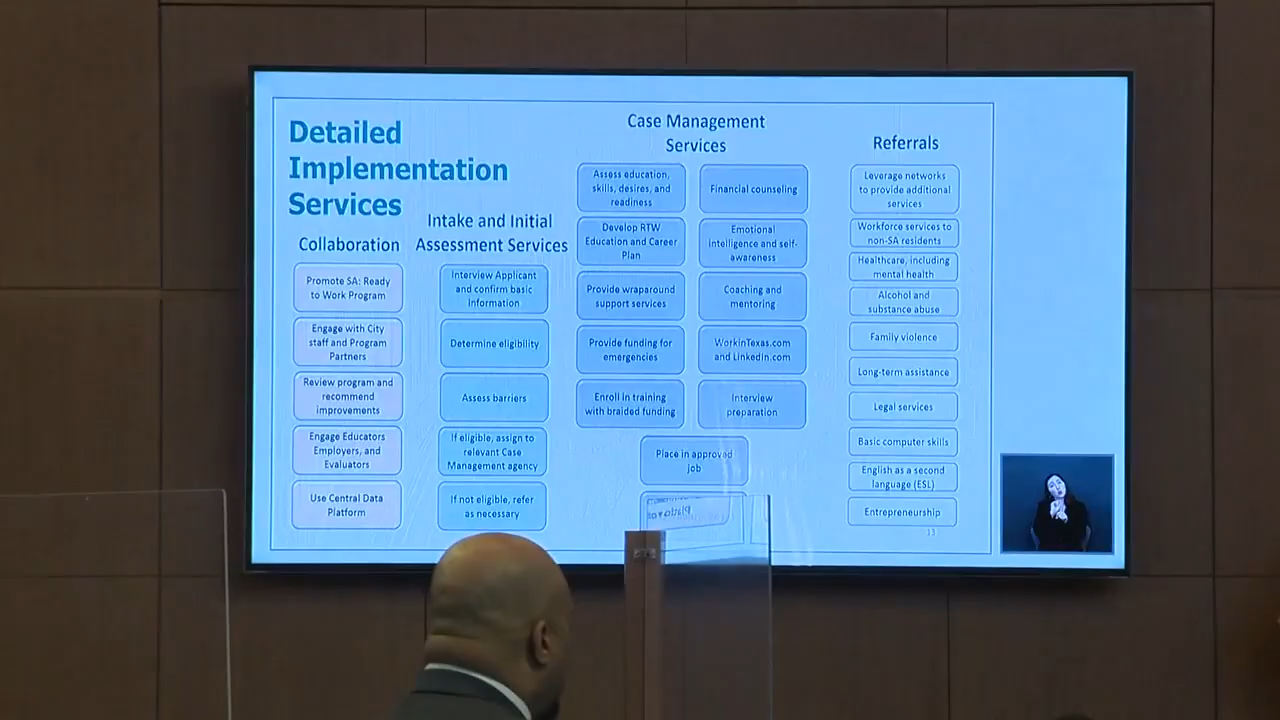 Detailed
Implementation
Services
Collaboration
Promote SA: Ready
to Work Program
Engage with City
staff and Program
Partners
Review program and
recommend
improvements
Engage Educators
Employers, and
Evaluators
Use Central Data
Platform
Intake and Initial
Assessment Services
Interview Applicant
and confirm basic
Information
Determine eligibility
Assess barriers
If eligible, assign to
relevant Case
Management agency
If not eligible, refer
as necessary
Case Management
Services
Assess education,
skills, desires, and
readiness
Develop RTW
Education and Career
Plan
Provide wraparound
support services
Provide funding for
emergencies
Enroll in training
with braided funding
Financial counseling
Emotional
intelligence and self-
awareness
Coaching and
mentoring
WorkinTexas.com
and LinkedIn.com
Interview
preparation
Place in approved
job
Referrals
Leverage networks
to provide additional
services
Workforce services to
non-SA residents
Healthcare, including
mental health
Alcohol and
substance abuse
Family violence
Long-term assistance
Legal services
Basic computer skills
English as a second
language (ESL)
Entrepreneurship
13